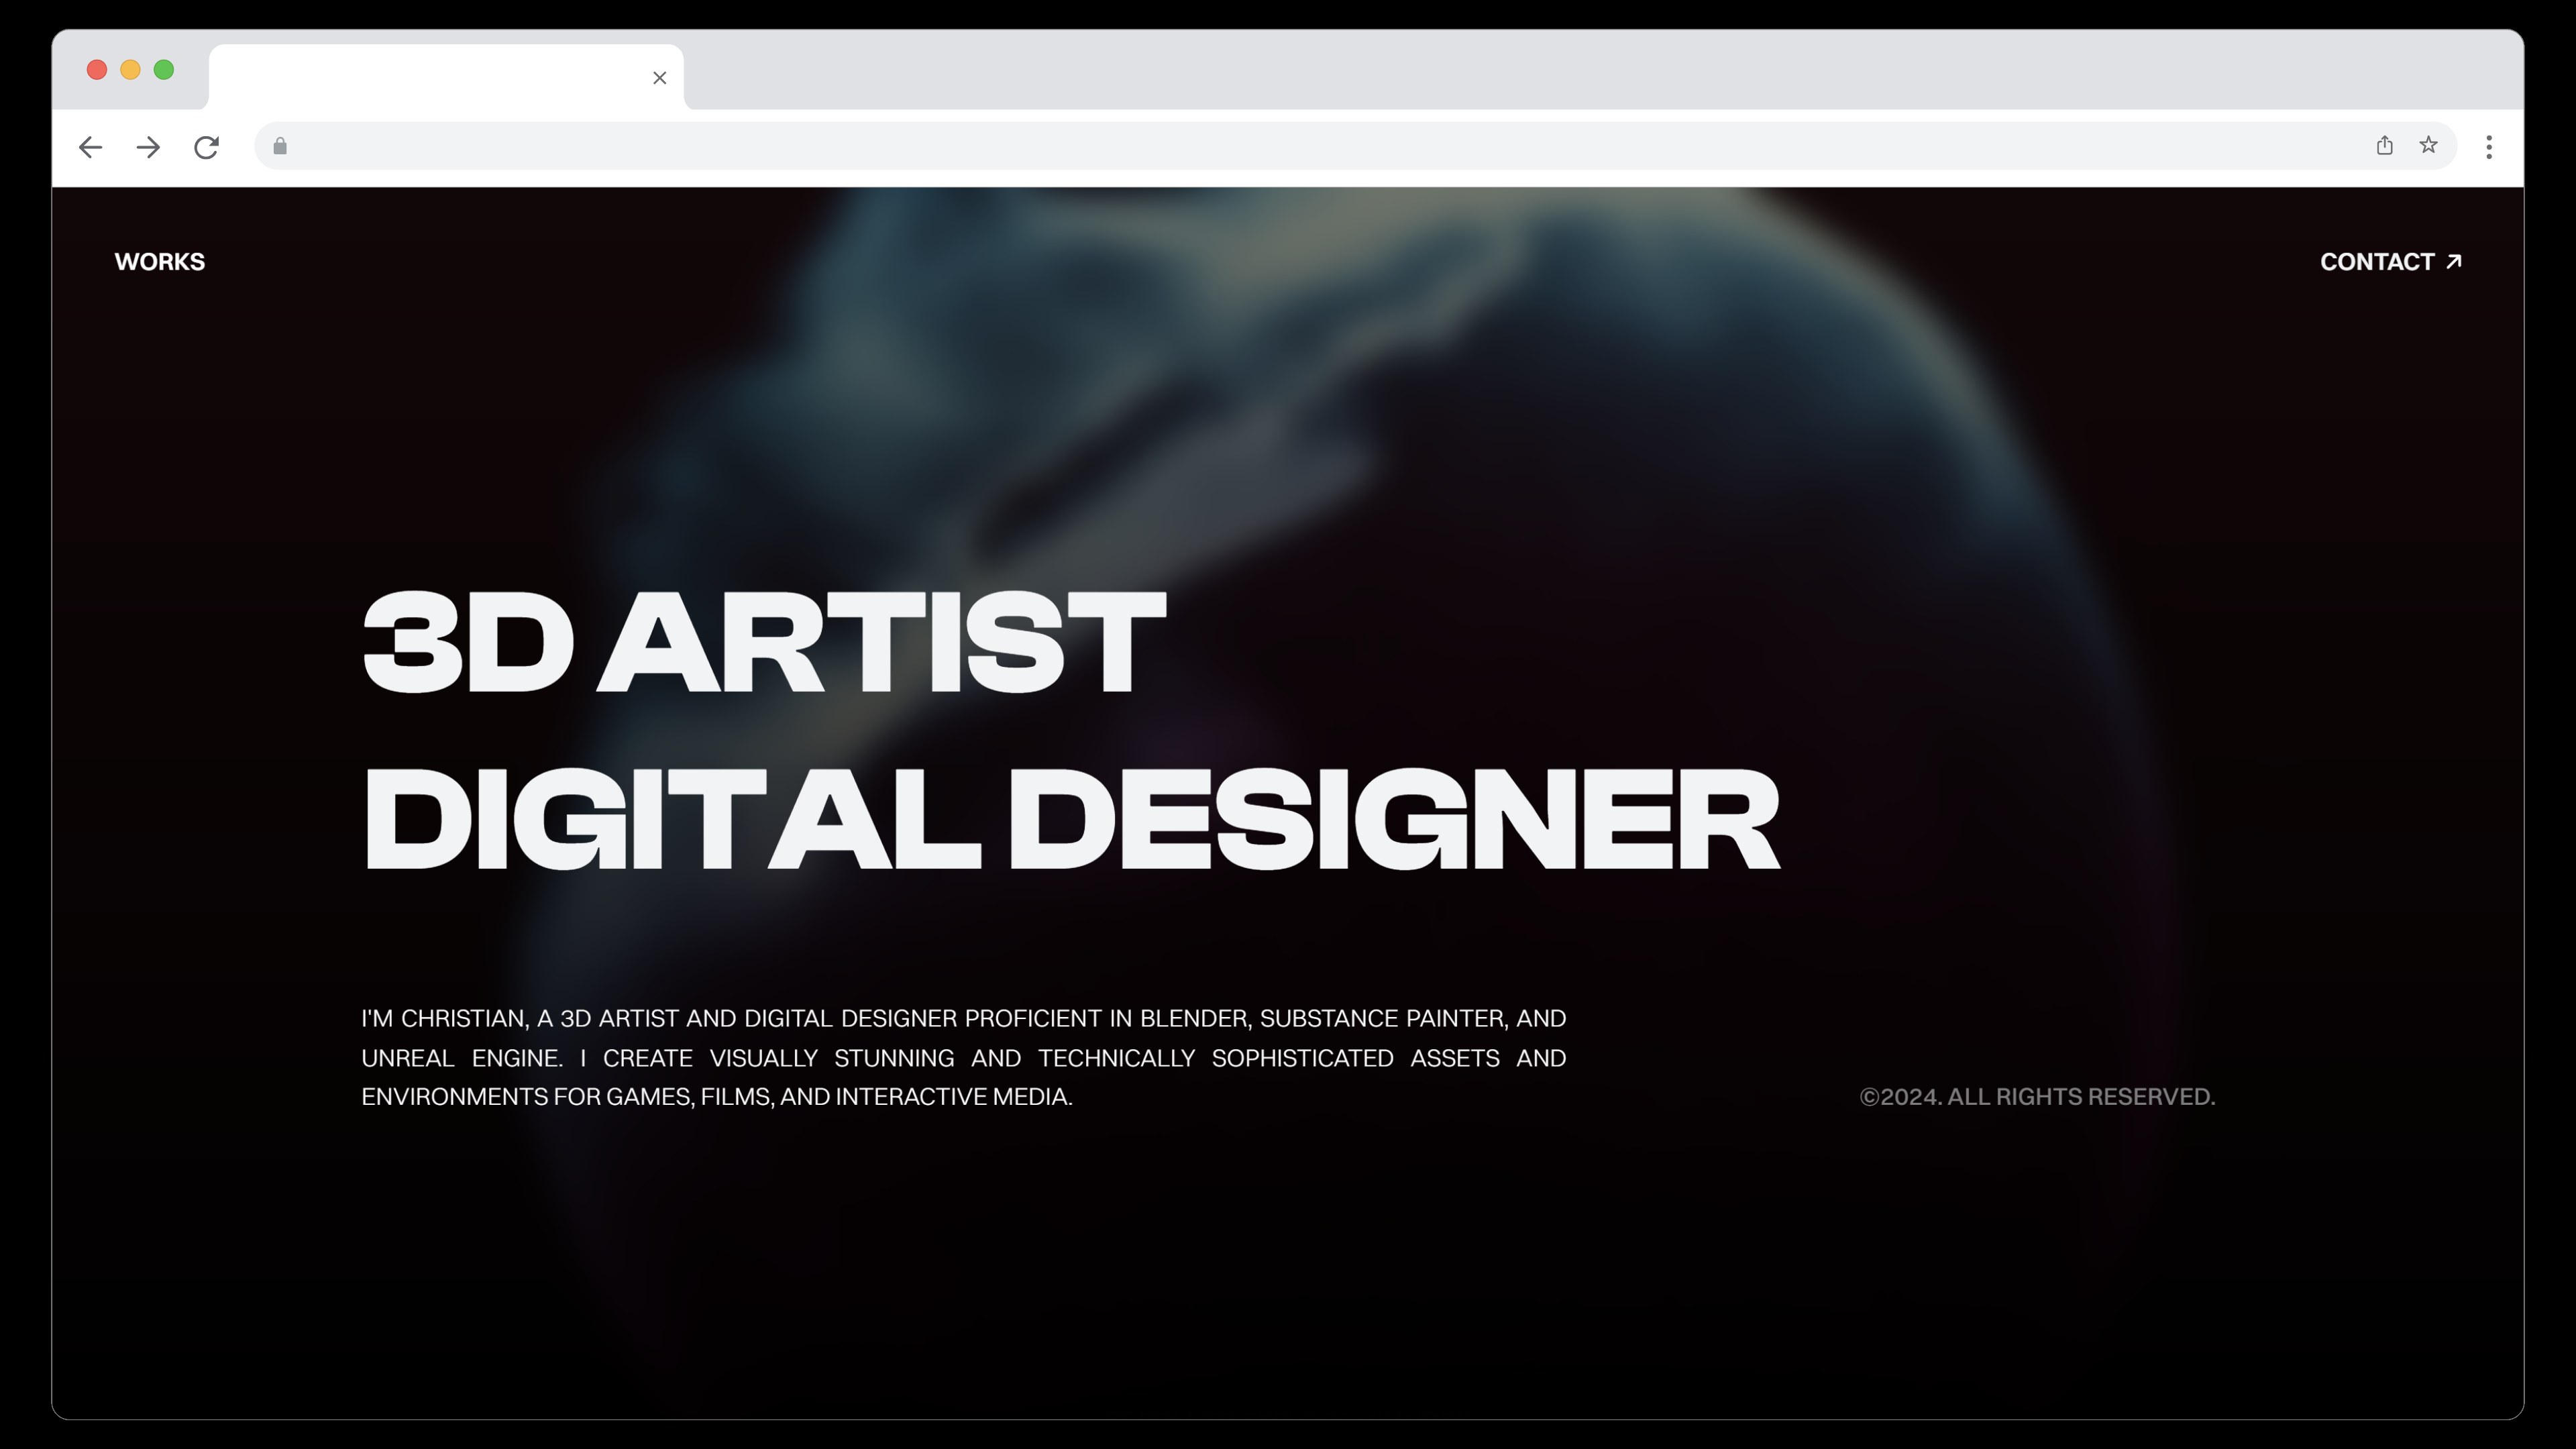 WORKS
CONTACT ↗
3D ARTIST
DIGITAL DESIGNER
I'M CHRISTIAN, A 3D ARTIST AND DIGITAL DESIGNER PROFICIENT IN BLENDER, SUBSTANCE PAINTER, AND
UNREAL ENGINE. I CREATE VISUALLY STUNNING AND TECHNICALLY SOPHISTICATED ASSETS AND
ENVIRONMENTS FOR GAMES, FILMS, AND INTERACTIVE MEDIA.
©2024. ALL RIGHTS RESERVED.